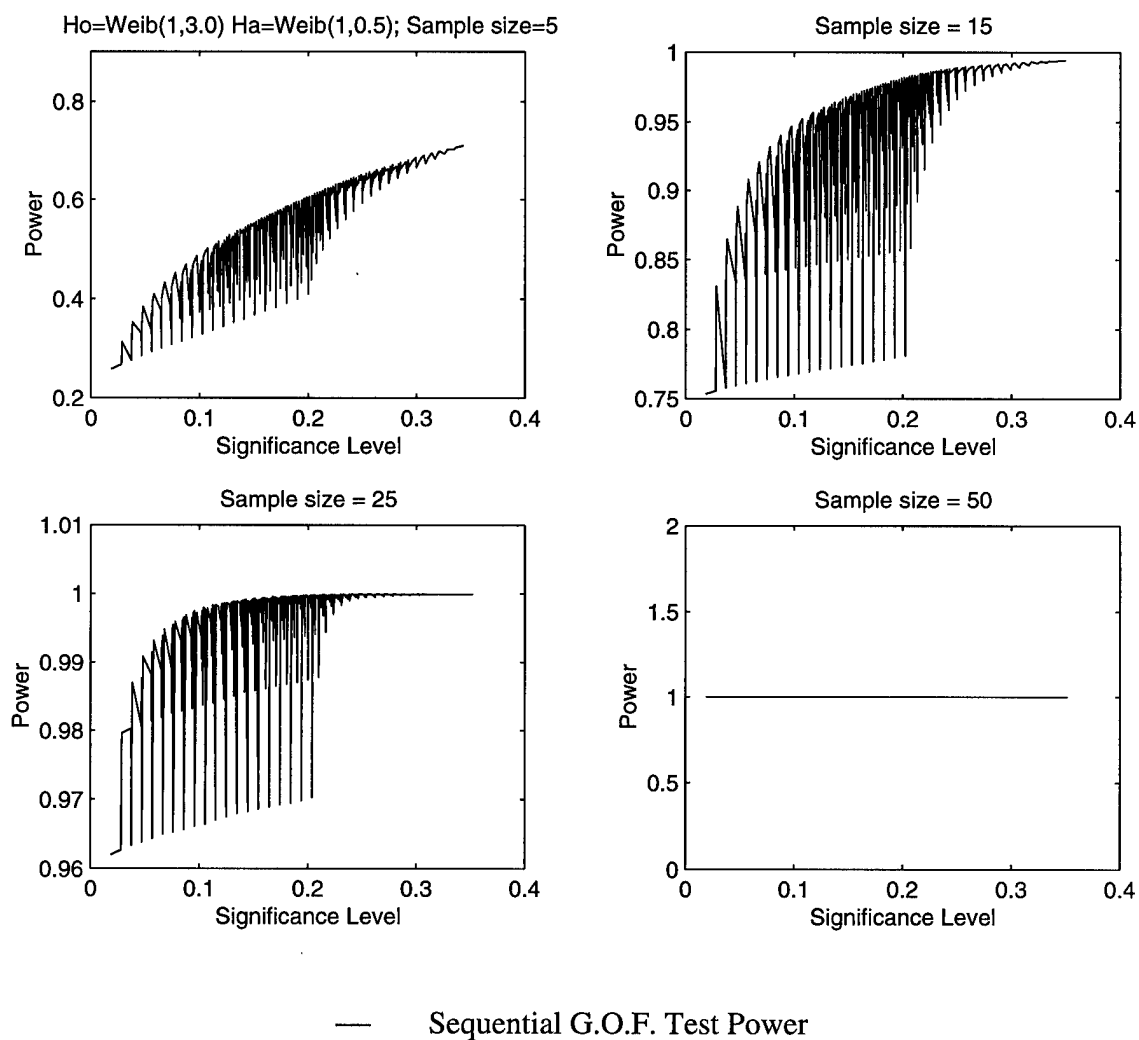 Ho=Weib(1,3.0) Ha=Weib(1,0.5); Sample size=5
0.8
0.6
0.4
0.2
Power
0 0.1 0.2 0.3 0.4
Significance Level
Sample size = 15
1
0.95
0.9
0.85
0.8
0.75
Power
0 0.1 0.2 0.3 0.4
Significance Level
Sample size = 25
1.01
1
0.99
0.98
0.97
0.96
Power
0 0.1 0.2 0.3 0.4
Significance Level
Sample size = 50
2
1.5
1
0.5
0
Power
0 0.1 0.2 0.3 0.4
Significance Level
Sequential G.O.F. Test Power